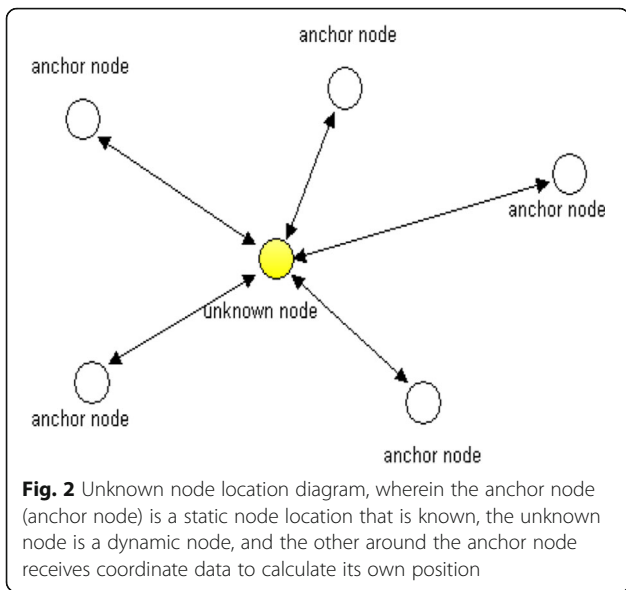 anchor node
anchor node
anchor node
unknown node
anchor node
anchor node
Fig. 2 Unknown node location diagram, wherein the anchor node
(anchor node) is a static node location that is known, the unknown
node is a dynamic node, and the other around the anchor node
receives coordinate data to calculate its own position